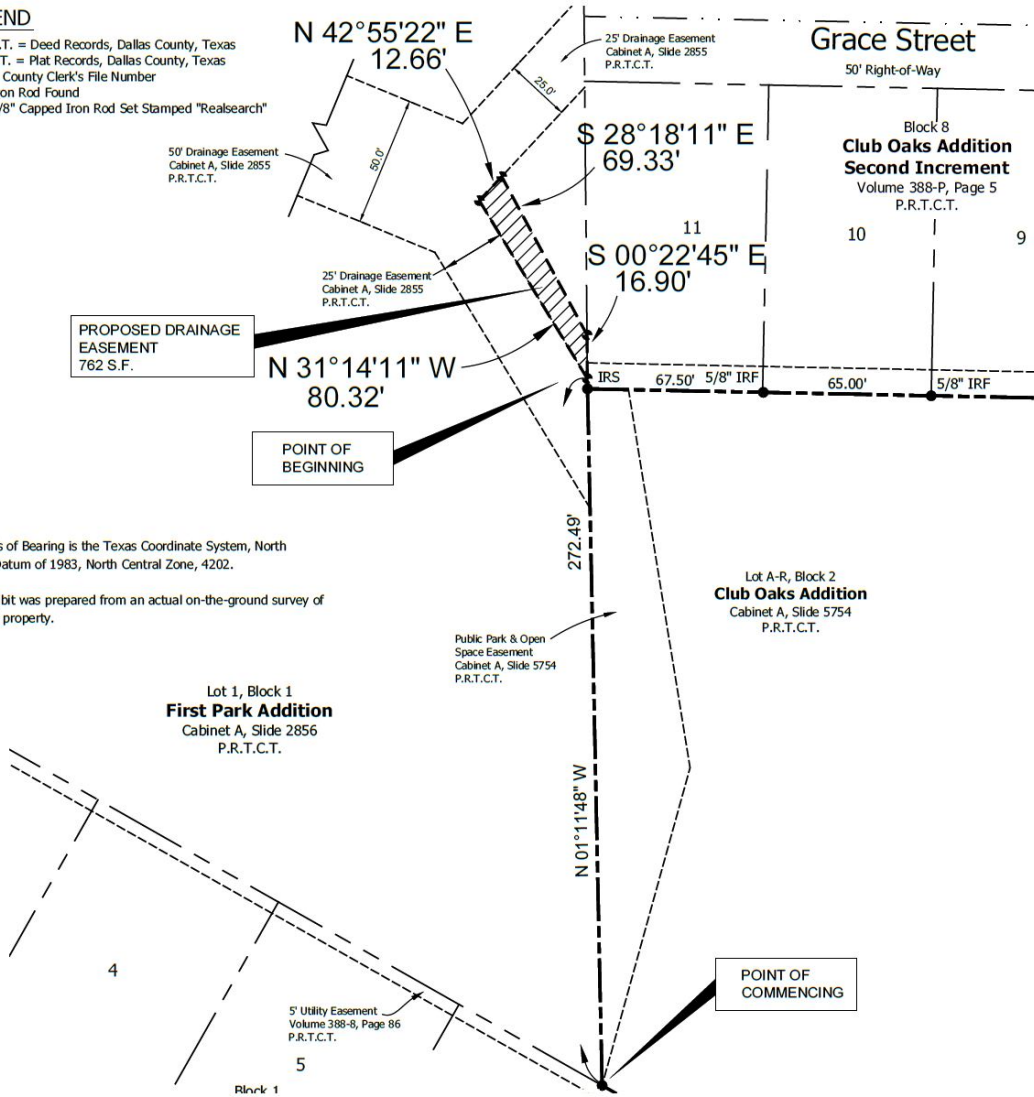 END
.T. = Deed Records, Dallas County, Texas
T. = Plat Records, Dallas County, Texas
County Clerk's File Number
on Rod Found
/8" Capped Iron Rod Set Stamped "Realsearch"
N 42°55'22" E
12.66'
25' Drainage Easement
Cabinet A, Slide 2855
P.R.T.C.T.
Grace Street
50' Right-of-Way
25.0'
50' Drainage Easement
Cabinet A, Slide 2855
P.R.T.C.T.
50.0'
S 28°18'11" E
69.33'
Block 8
Club Oaks Addition
Second Increment
Volume 388-P, Page 5
P.R.T.C.T.
11
10
9
S 00°22'45" E
16.90'
25' Drainage Easement
Cabinet A, Slide 2855
P.R.T.C.T.
PROPOSED DRAINAGE
EASEMENT
762 S.F.
N 31°14'11" W
80.32'
IRS
67.50'
5/8" IRF
65.00'
5/8" IRF
POINT OF
BEGINNING
272.49'
s of Bearing is the Texas Coordinate System, North
Datum of 1983, North Central Zone, 4202.
bit was prepared from an actual on-the-ground survey of
property.
Lot A-R, Block 2
Club Oaks Addition
Cabinet A, Slide 5754
P.R.T.C.T.
Public Park & Open
Space Easement
Cabinet A, Slide 5754
P.R.T.C.T.
Lot 1, Block 1
First Park Addition
Cabinet A, Slide 2856
P.R.T.C.T.
N 01°11'48" W
4
POINT OF
COMMENCING
5' Utility Easement
Volume 388-8, Page 86
P.R.T.C.T.
5
Block 1